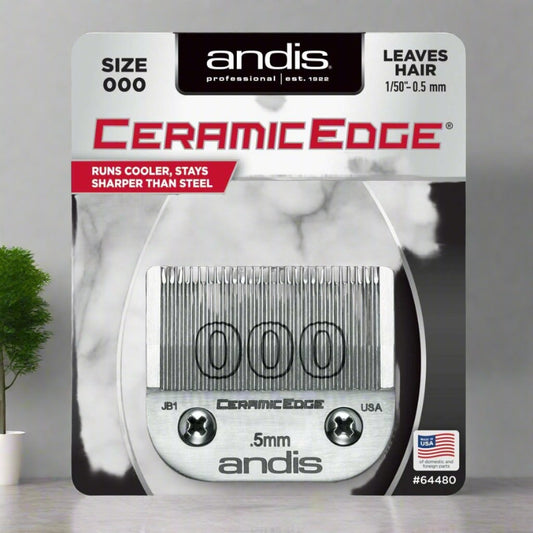 SIZE
000
andis
professional | est. 1922
LEAVES
HAIR
1/50"- 0.5 mm
CERAMICEDGE®
RUNS COOLER, STAYS
SHARPER THAN STEEL
000
JB1
CERAMICEDGE
USA
.5mm
andis
Made in
USA
of domestic and
foreign parts
#64480